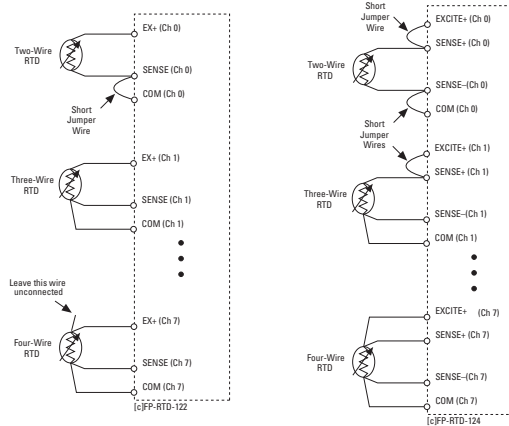 EX+ (Ch 0)
Two-Wire
RTD
SENSE (Ch 0)
COM (Ch 0)
Short
Jumper
Wire
EX+ (Ch 1)
Three-Wire
RTD
SENSE (Ch 1)
COM (Ch 1)
Leave this wire
unconnected
EX+ (Ch 7)
Four-Wire
RTD
SENSE (Ch 7)
COM (Ch 7)
[c]FP-RTD-122
Short
Jumper
Wire
EXCITE+ (Ch 0)
SENSE+ (Ch 0)
Two-Wire
RTD
SENSE–(Ch 0)
COM (Ch 0)
Short
Jumper
Wires
EXCITE+ (Ch 1)
SENSE+ (Ch 1)
Three-Wire
RTD
SENSE–(Ch 1)
COM (Ch 1)
EXCITE+ (Ch 7)
SENSE+ (Ch 7)
Four-Wire
RTD
SENSE–(Ch 7)
COM (Ch 7)
[c]FP-RTD-124